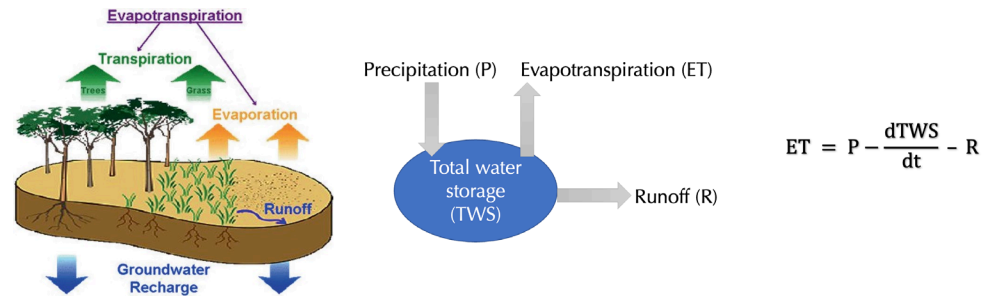 Evapotranspiration
Transpiration
Trees
Grass
Evaporation
Runoff
Groundwater
Recharge
Precipitation (P)
Evapotranspiration (ET)
Total water
storage
(TWS)
Runoff (R)
ET = P − dTWS/dt − R